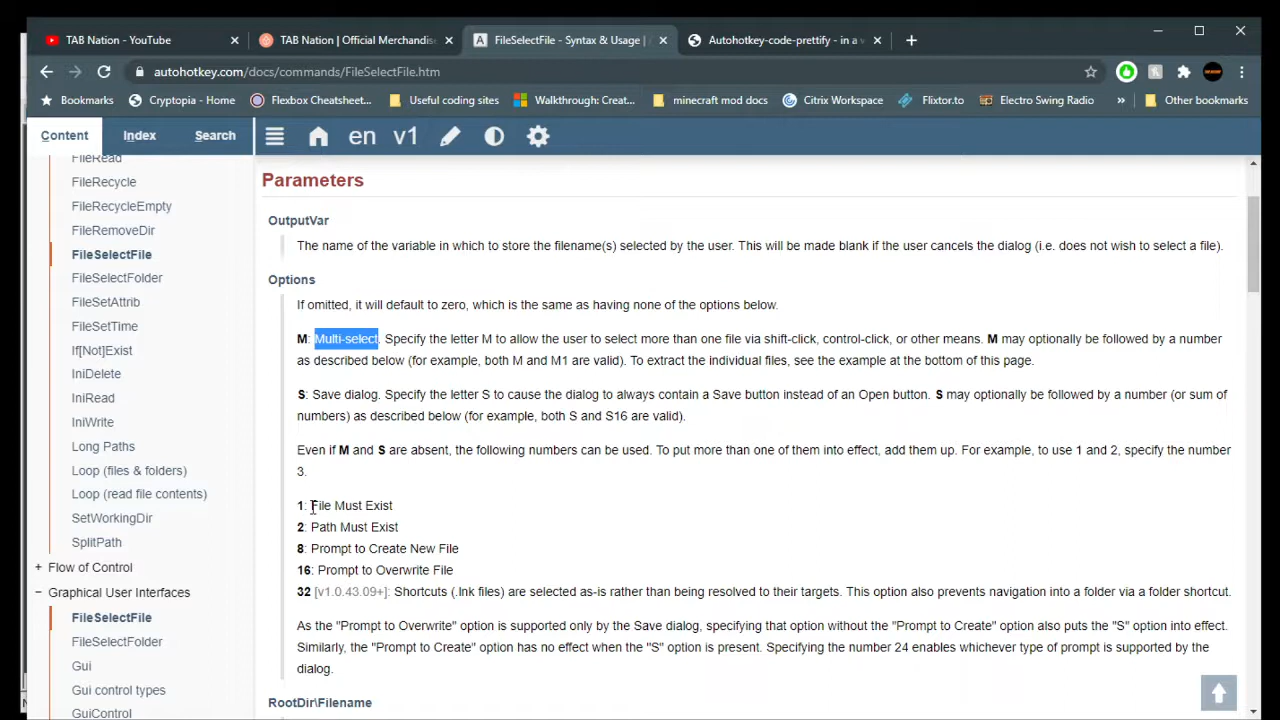 TAB Nation - YouTube
TAB Nation | Official Merchandis
FileSelectFile - Syntax & Usage |
Autohotkey-code-prettify - in a v
autohotkey.com/docs/commands/FileSelectFile.htm
Bookmarks
Cryptopia - Home
Flexbox Cheatsheet...
Useful coding sites
Walkthrough: Creat...
minecraft mod docs
Citrix Workspace
Flixtor.to
Electro Swing Radio
»
Other bookmarks
Content
Index
Search
en
v1
FileRead
FileRecycle
FileRecycleEmpty
FileRemoveDir
FileSelectFile
FileSelectFolder
FileSetAttrib
FileSetTime
If[Not]Exist
IniDelete
IniRead
IniWrite
Long Paths
Loop (files & folders)
Loop (read file contents)
SetWorkingDir
SplitPath
+ Flow of Control
− Graphical User Interfaces
FileSelectFile
FileSelectFolder
Gui
Gui control types
GuiControl
Parameters
OutputVar
The name of the variable in which to store the filename(s) selected by the user. This will be made blank if the user cancels the dialog (i.e. does not wish to select a file).
Options
If omitted, it will default to zero, which is the same as having none of the options below.
M: Multi-select. Specify the letter M to allow the user to select more than one file via shift-click, control-click, or other means. M may optionally be followed by a number
as described below (for example, both M and M1 are valid). To extract the individual files, see the example at the bottom of this page.
S: Save dialog. Specify the letter S to cause the dialog to always contain a Save button instead of an Open button. S may optionally be followed by a number (or sum of
numbers) as described below (for example, both S and S16 are valid).
Even if M and S are absent, the following numbers can be used. To put more than one of them into effect, add them up. For example, to use 1 and 2, specify the number
3.
1: File Must Exist
2: Path Must Exist
8: Prompt to Create New File
16: Prompt to Overwrite File
32 [v1.0.43.09+]: Shortcuts (.lnk files) are selected as-is rather than being resolved to their targets. This option also prevents navigation into a folder via a folder shortcut.
As the "Prompt to Overwrite" option is supported only by the Save dialog, specifying that option without the "Prompt to Create" option also puts the "S" option into effect.
Similarly, the "Prompt to Create" option has no effect when the "S" option is present. Specifying the number 24 enables whichever type of prompt is supported by the
dialog.
RootDir\Filename